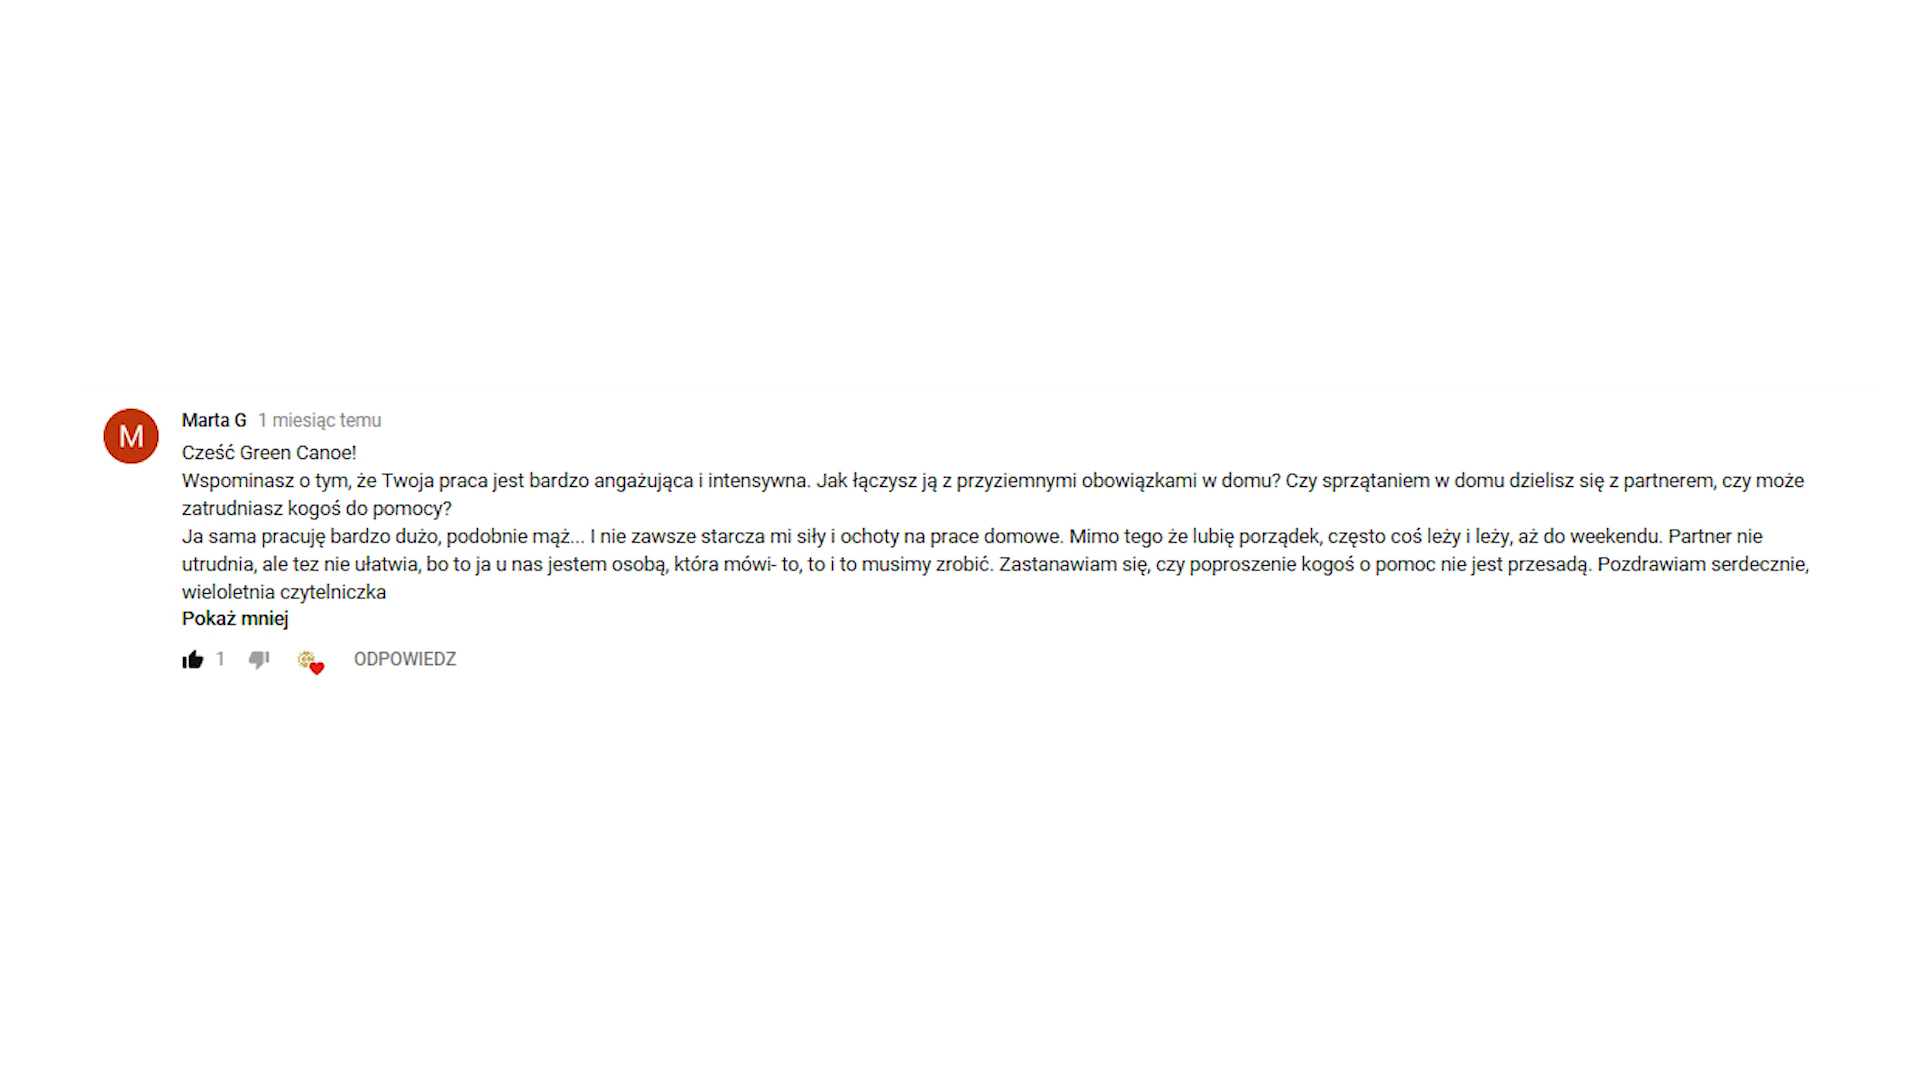 M
Marta G 1 miesiąc temu
Cześć Green Canoe!
Wspominasz o tym, że Twoja praca jest bardzo angażująca i intensywna. Jak łączysz ją z przyziemnymi obowiązkami w domu? Czy sprzątaniem w domu dzielisz się z partnerem, czy może
zatrudniasz kogoś do pomocy?
Ja sama pracuję bardzo dużo, podobnie mąż... I nie zawsze starcza mi siły i ochoty na prace domowe. Mimo tego że lubię porządek, często coś leży i leży, aż do weekendu. Partner nie
utrudnia, ale tez nie ułatwia, bo to ja u nas jestem osobą, która mówi- to, to i to musimy zrobić. Zastanawiam się, czy poproszenie kogoś o pomoc nie jest przesadą. Pozdrawiam serdecznie,
wieloletnia czytelniczka
Pokaż mniej
1 ODPOWIEDZ